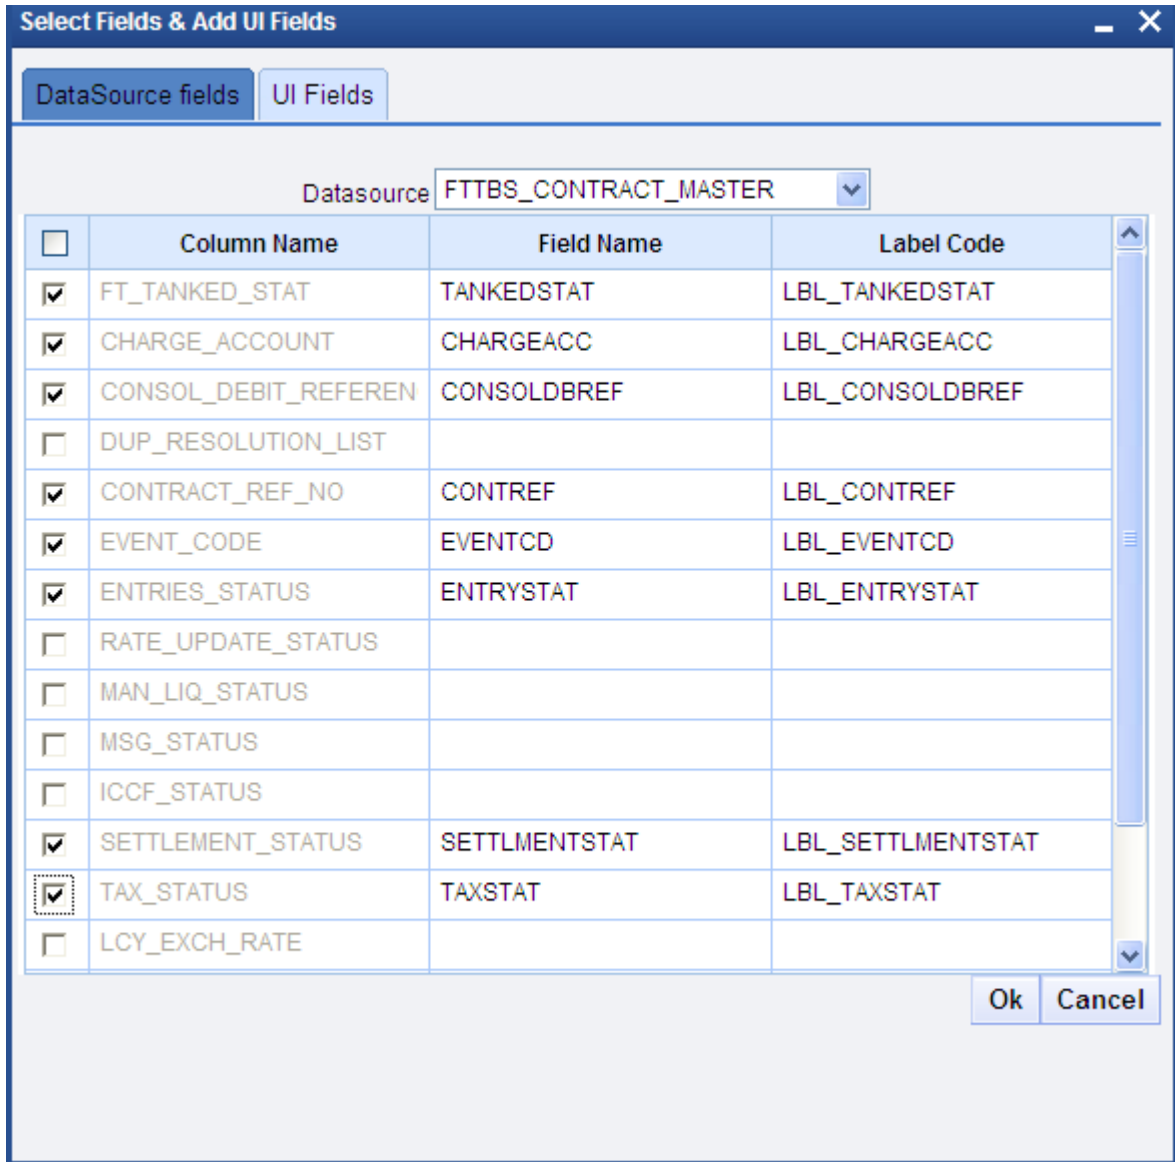 Select Fields & Add UI Fields
DataSource fields UI Fields
Datasource FTTBS_CONTRACT_MASTER
Column Name Field Name Label Code
FT_TANKED_STAT TANKEDSTAT LBL_TANKEDSTAT
CHARGE_ACCOUNT CHARGEACC LBL_CHARGEACC
CONSOL_DEBIT_REFEREN CONSOLDBREF LBL_CONSOLDBREF
DUP_RESOLUTION_LIST
CONTRACT_REF_NO CONTREF LBL_CONTREF
EVENT_CODE EVENTCD LBL_EVENTCD
ENTRIES_STATUS ENTRYSTAT LBL_ENTRYSTAT
RATE_UPDATE_STATUS
MAN_LIQ_STATUS
MSG_STATUS
ICCF_STATUS
SETTLEMENT_STATUS SETTLMENTSTAT LBL_SETTLMENTSTAT
TAX_STATUS TAXSTAT LBL_TAXSTAT
LCY_EXCH_RATE
Ok Cancel